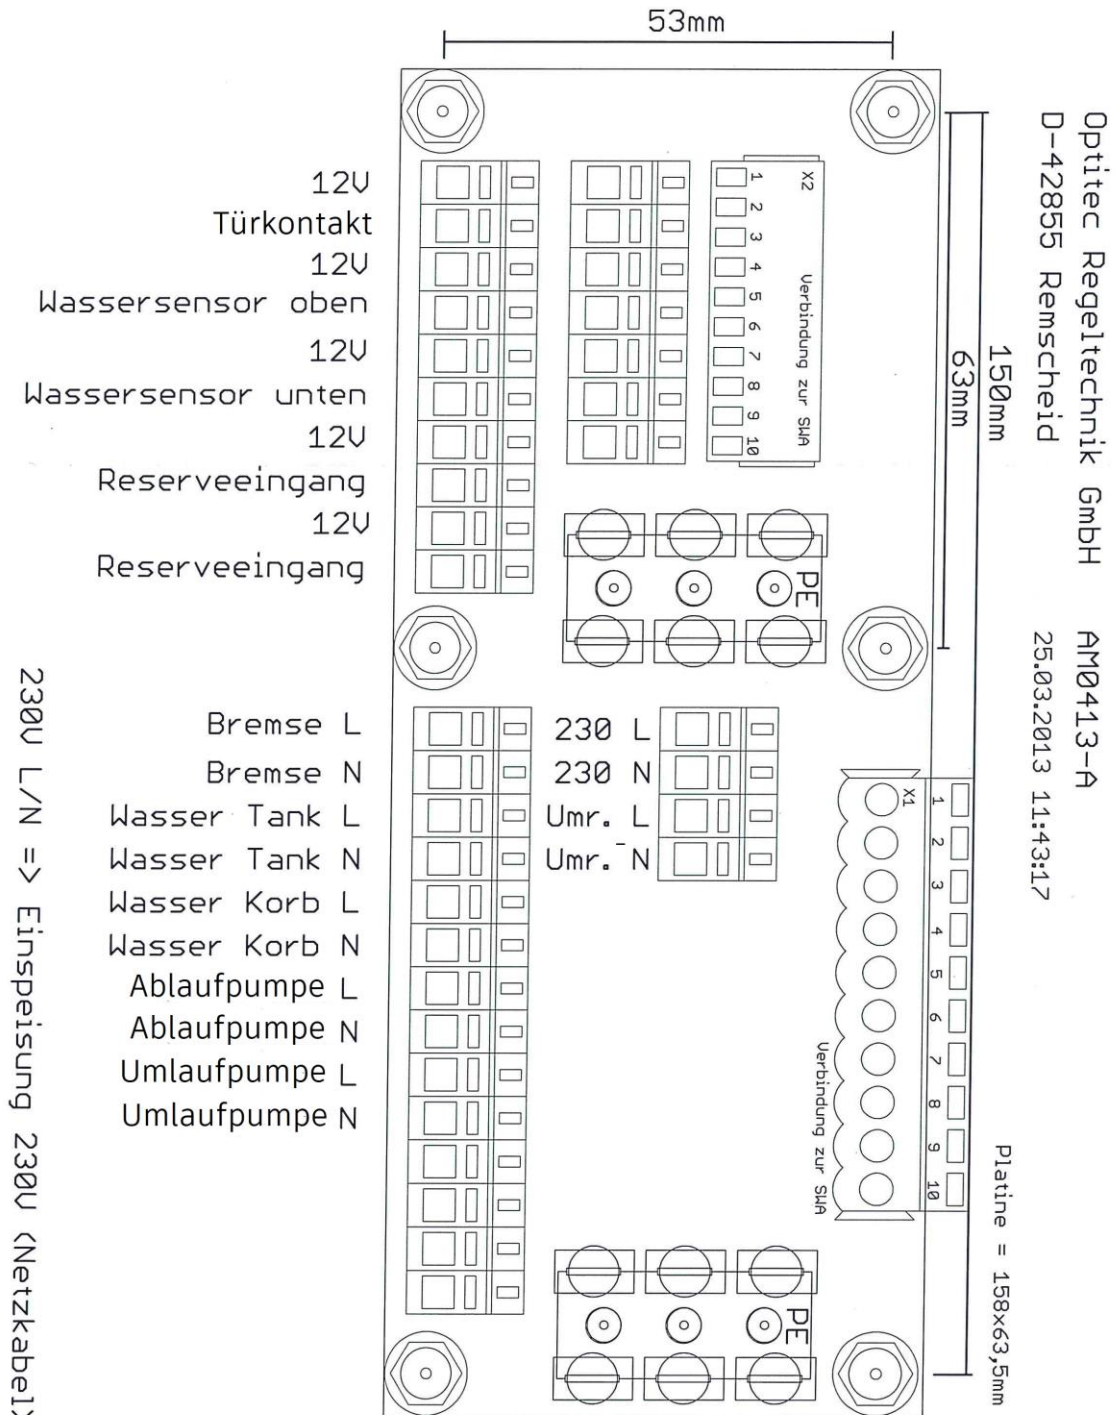 53mm
Optitec Regeltechnik GmbH AM0413-A
D-42855 Remscheid 25.03.2013 11:43:17
150mm
63mm
12V
Türkontakt
12V
Wassersensor oben
12V
Wassersensor unten
12V
Reserveeingang
12V
Reserveeingang
X2
1
2
3
4
5
6
7
8
9
10
Verbindung zur SWA
PE
Bremse L
Bremse N
Wasser Tank L
Wasser Tank N
Wasser Korb L
Wasser Korb N
Ablaufpumpe L
Ablaufpumpe N
Umlaufpumpe L
Umlaufpumpe N
230 L
230 N
Umr. L
Umr. N
X1
1
2
3
4
5
6
7
8
9
10
Verbindung zur SWA
PE
Platine = 158x63,5mm
230V L/N => Einspeisung 230V (Netzkabel)